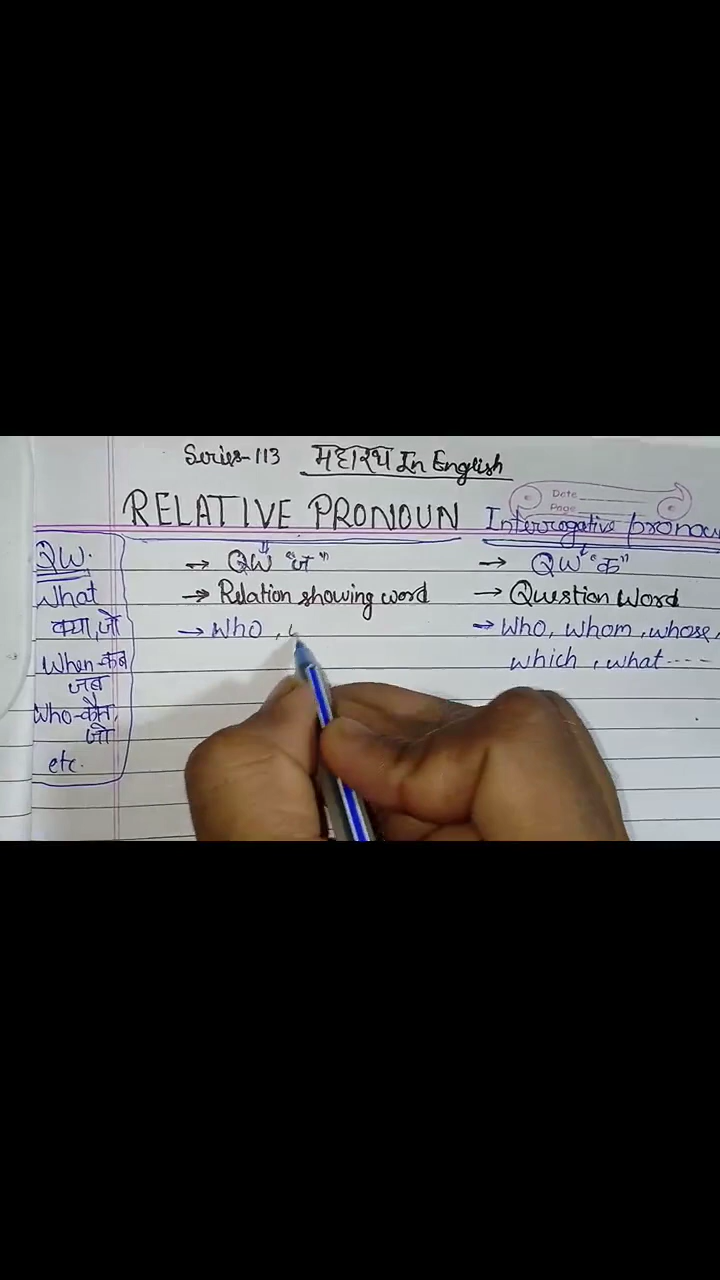 Series-113 महारथ In English
Date
Page
RELATIVE PRONOUN
Interrogative pronou
QW.
What
क्या, जो
When-कब
जब
Who-कौन,
जो
etc.
→ QW "ज"
→ Relation showing word
→ Who ,
→ QW "क"
→ Question Word
→ Who, whom, whose,
which, what----